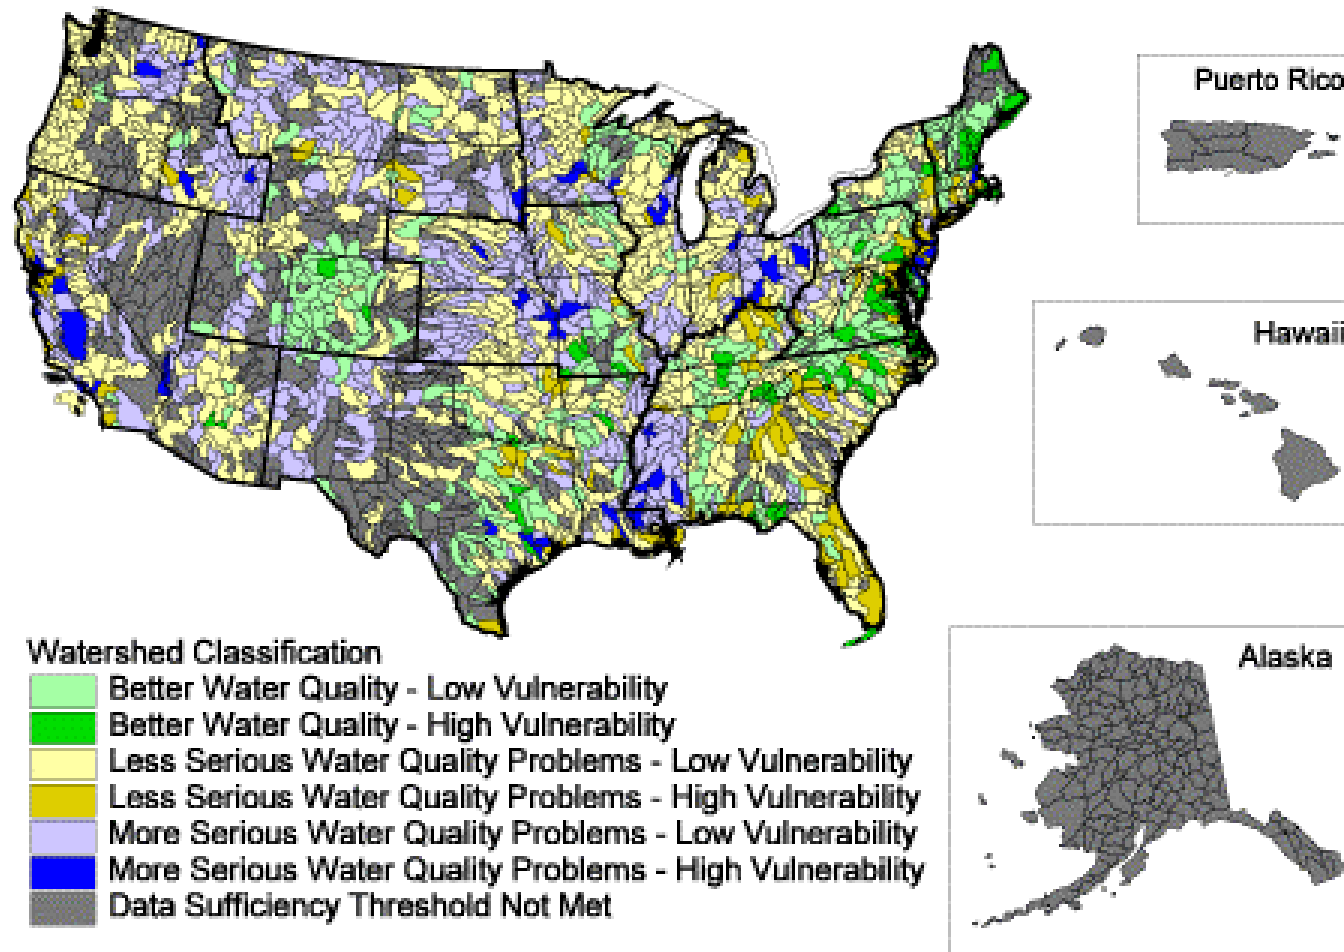 Puerto Rico
Hawaii
Alaska
Watershed Classification
Better Water Quality - Low Vulnerability
Better Water Quality - High Vulnerability
Less Serious Water Quality Problems - Low Vulnerability
Less Serious Water Quality Problems - High Vulnerability
More Serious Water Quality Problems - Low Vulnerability
More Serious Water Quality Problems - High Vulnerability
Data Sufficiency Threshold Not Met